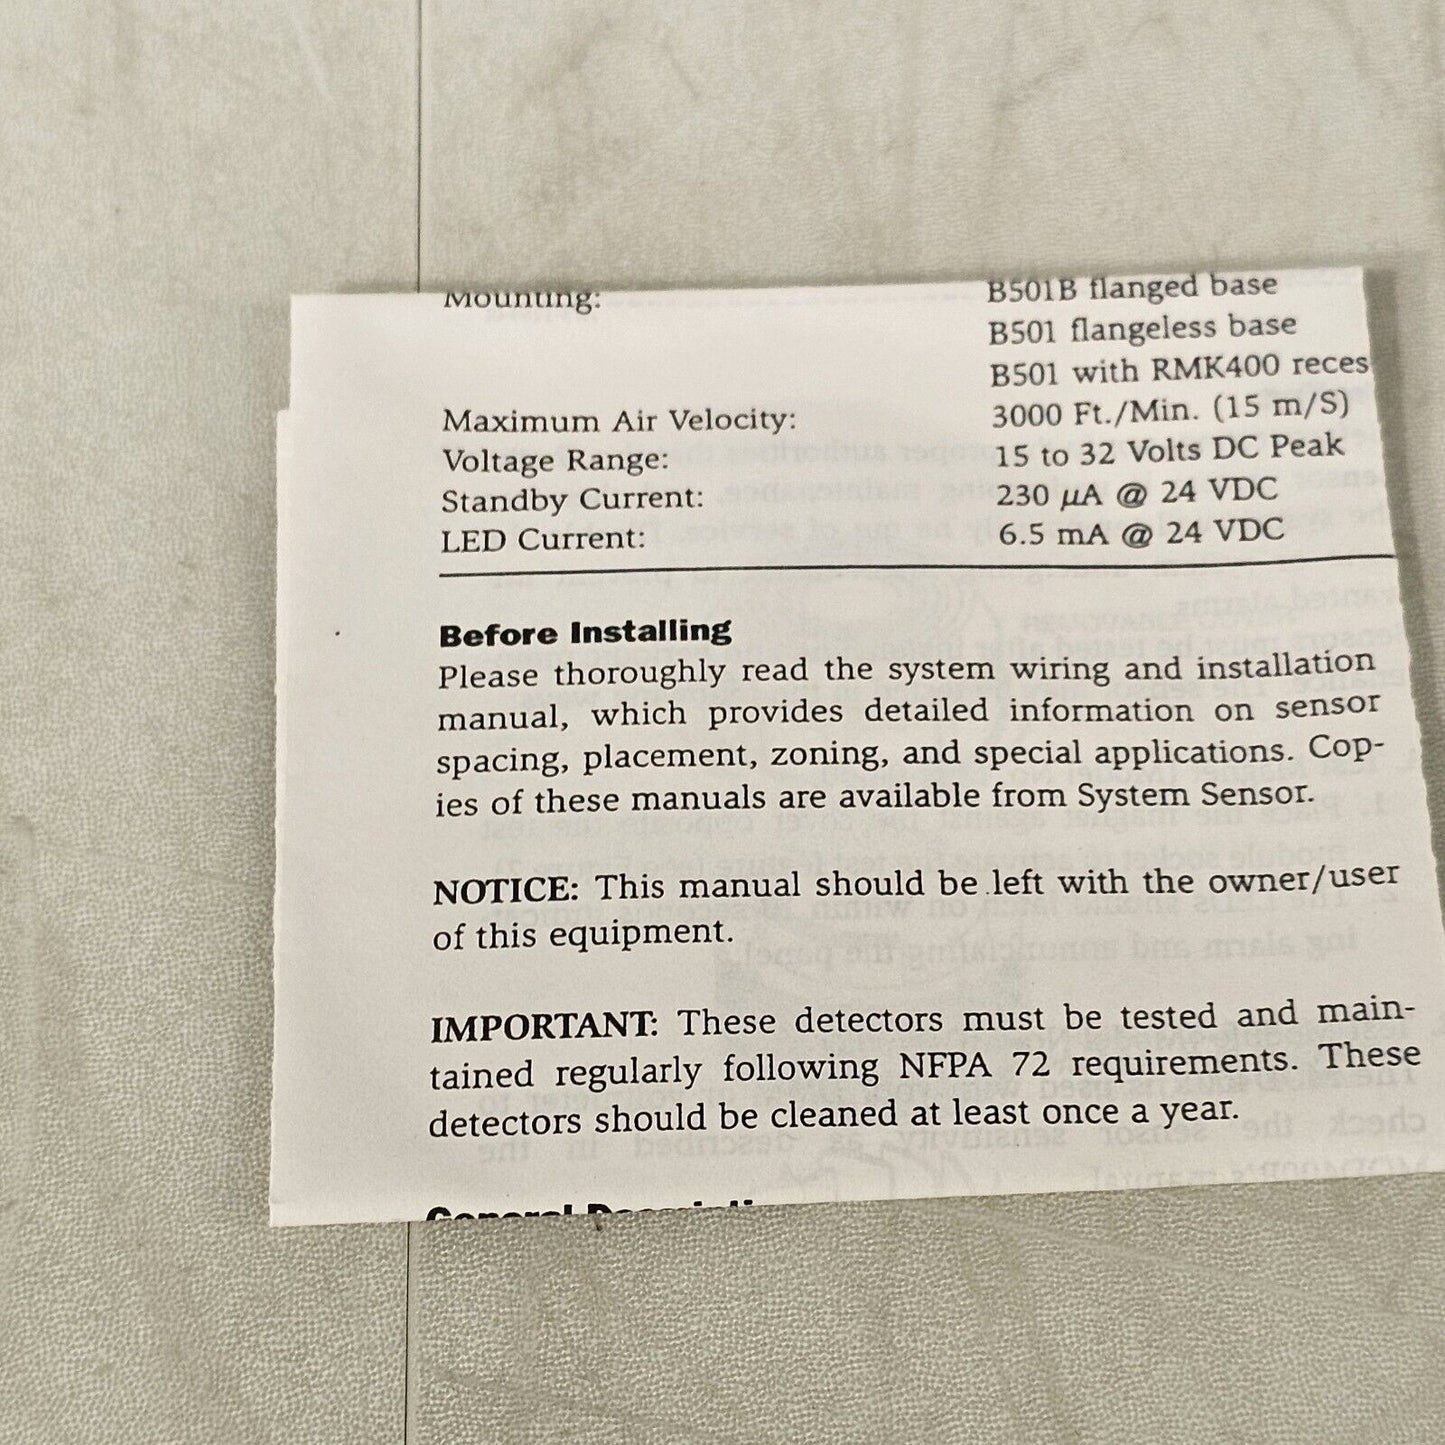 Mounting: B501B flanged base
B501 flangeless base
B501 with RMK400 reces
Maximum Air Velocity: 3000 Ft./Min. (15 m/S)
Voltage Range: 15 to 32 Volts DC Peak
Standby Current: 230 µA @ 24 VDC
LED Current: 6.5 mA @ 24 VDC
Before Installing
Please thoroughly read the system wiring and installation
manual, which provides detailed information on sensor
spacing, placement, zoning, and special applications. Cop-
ies of these manuals are available from System Sensor.
NOTICE: This manual should be left with the owner/user
of this equipment.
IMPORTANT: These detectors must be tested and main-
tained regularly following NFPA 72 requirements. These
detectors should be cleaned at least once a year.
General